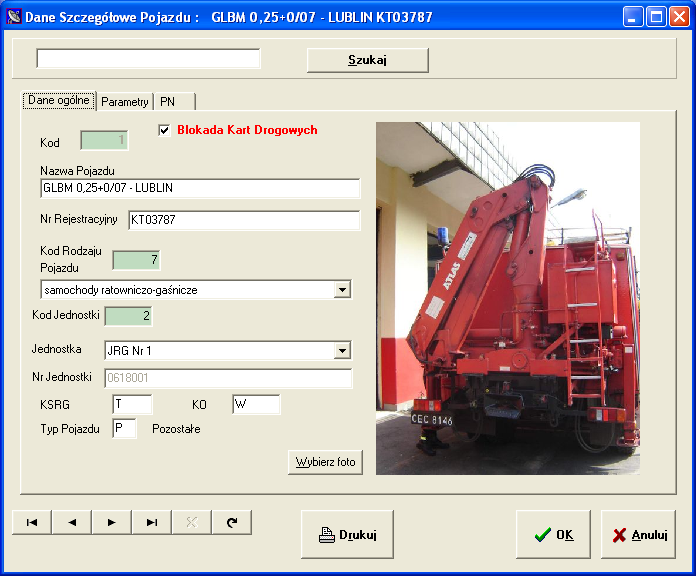 Dane Szczegółowe Pojazdu : GLBM 0,25+0/07 - LUBLIN KT03787
Szukaj
Dane ogólne Parametry PN
Kod 1 Blokada Kart Drogowych
Nazwa Pojazdu
GLBM 0,25+0/07 - LUBLIN
Nr Rejestracyjny KT03787
Kod Rodzaju
Pojazdu 7
samochody ratowniczo-gaśnicze
Kod Jednostki 2
Jednostka JRG Nr 1
Nr Jednostki 0618001
KSRG T KO W
Typ Pojazdu P Pozostałe
Wybierz foto
ATLAS
CEC 8146
Drukuj OK Anuluj